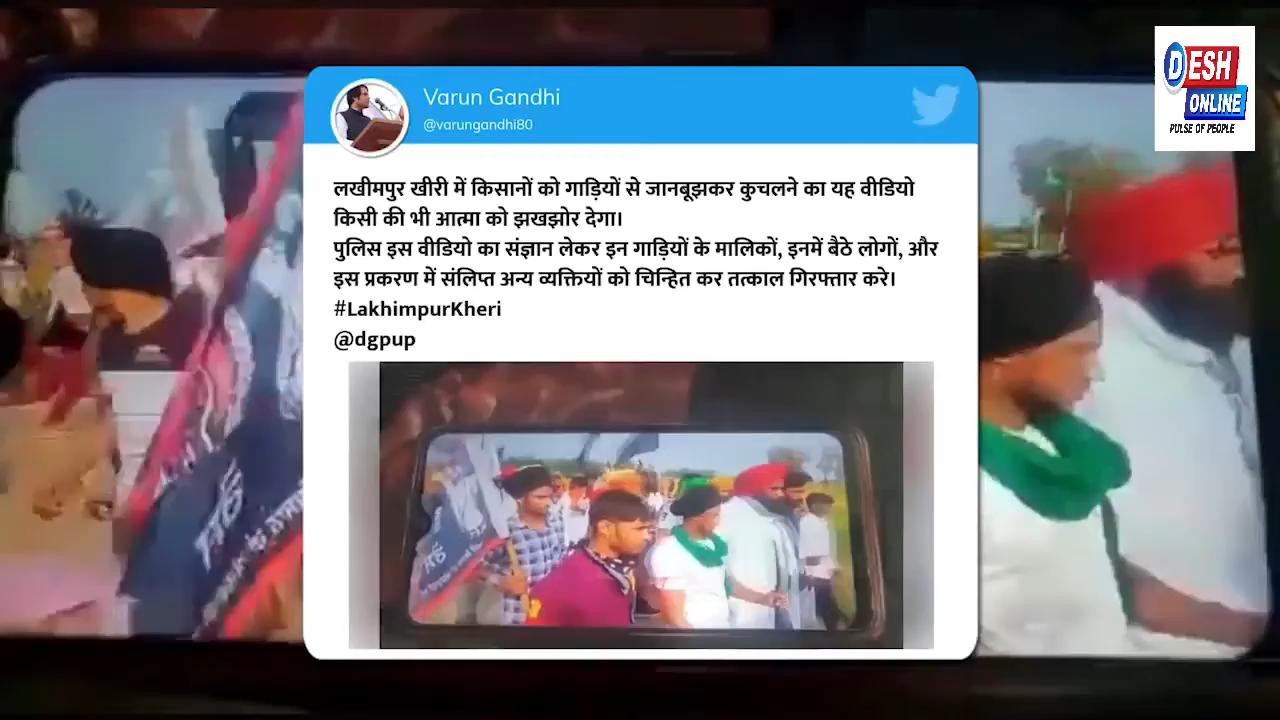 DESH
ONLINE
PULSE OF PEOPLE
Varun Gandhi
@varungandhi80
लखीमपुर खीरी में किसानों को गाड़ियों से जानबूझकर कुचलने का यह वीडियो
किसी की भी आत्मा को झखझोर देगा।
पुलिस इस वीडियो का संज्ञान लेकर इन गाड़ियों के मालिकों, इनमें बैठे लोगों, और
इस प्रकरण में संलिप्त अन्य व्यक्तियों को चिन्हित कर तत्काल गिरफ्तार करे।
#LakhimpurKheri
@dgpup